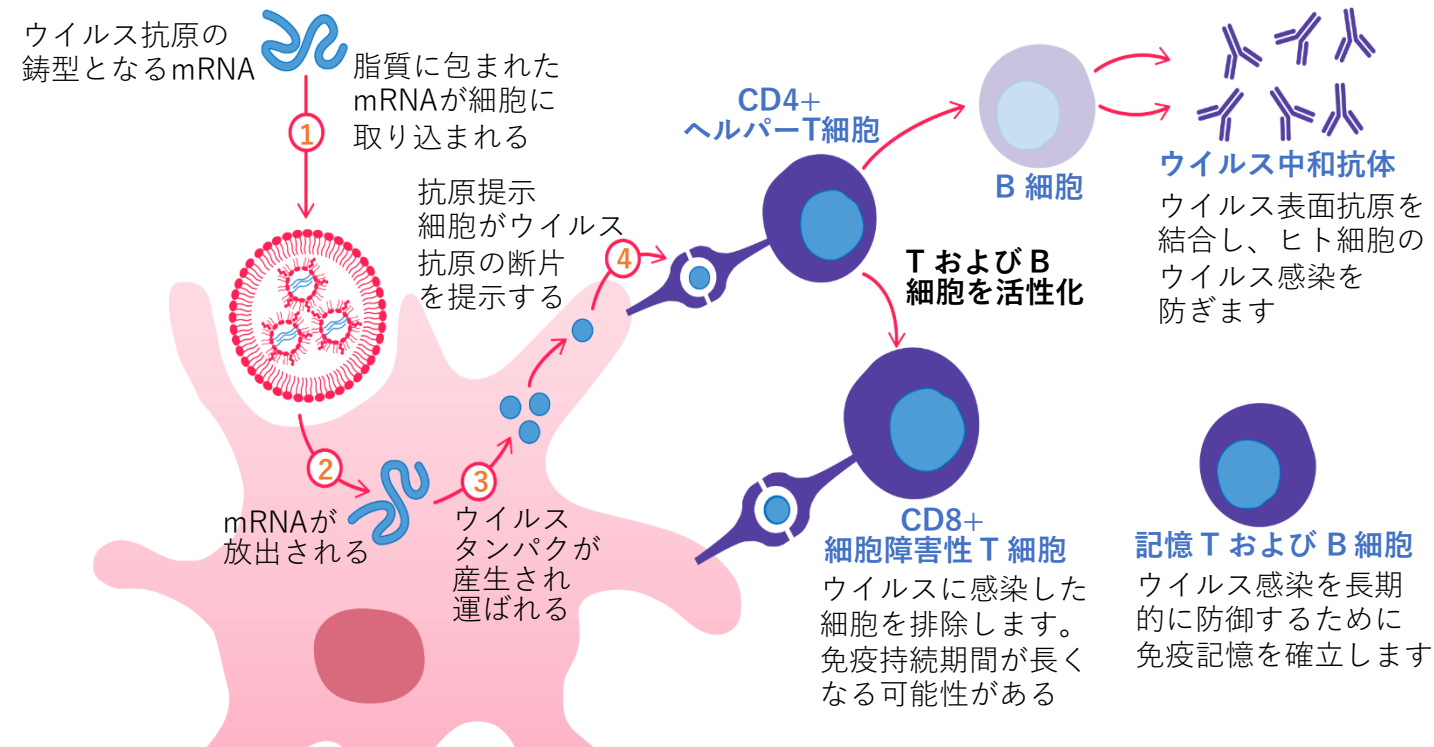 ウイルス抗原の
鋳型となるmRNA
脂質に包まれた
mRNAが細胞に
取り込まれる
1
抗原提示
細胞がウイルス
抗原の断片
を提示する
4
2
mRNAが
放出される
3
ウイルス
タンパクが
産生され
運ばれる
CD4+
ヘルパーT細胞
B 細胞
T および B
細胞を活性化
ウイルス中和抗体
ウイルス表面抗原を
結合し、ヒト細胞の
ウイルス感染を
防ぎます
CD8+
細胞障害性 T 細胞
ウイルスに感染した
細胞を排除します。
免疫持続期間が長く
なる可能性がある
記憶 T および B 細胞
ウイルス感染を長期
的に防御するために
免疫記憶を確立します